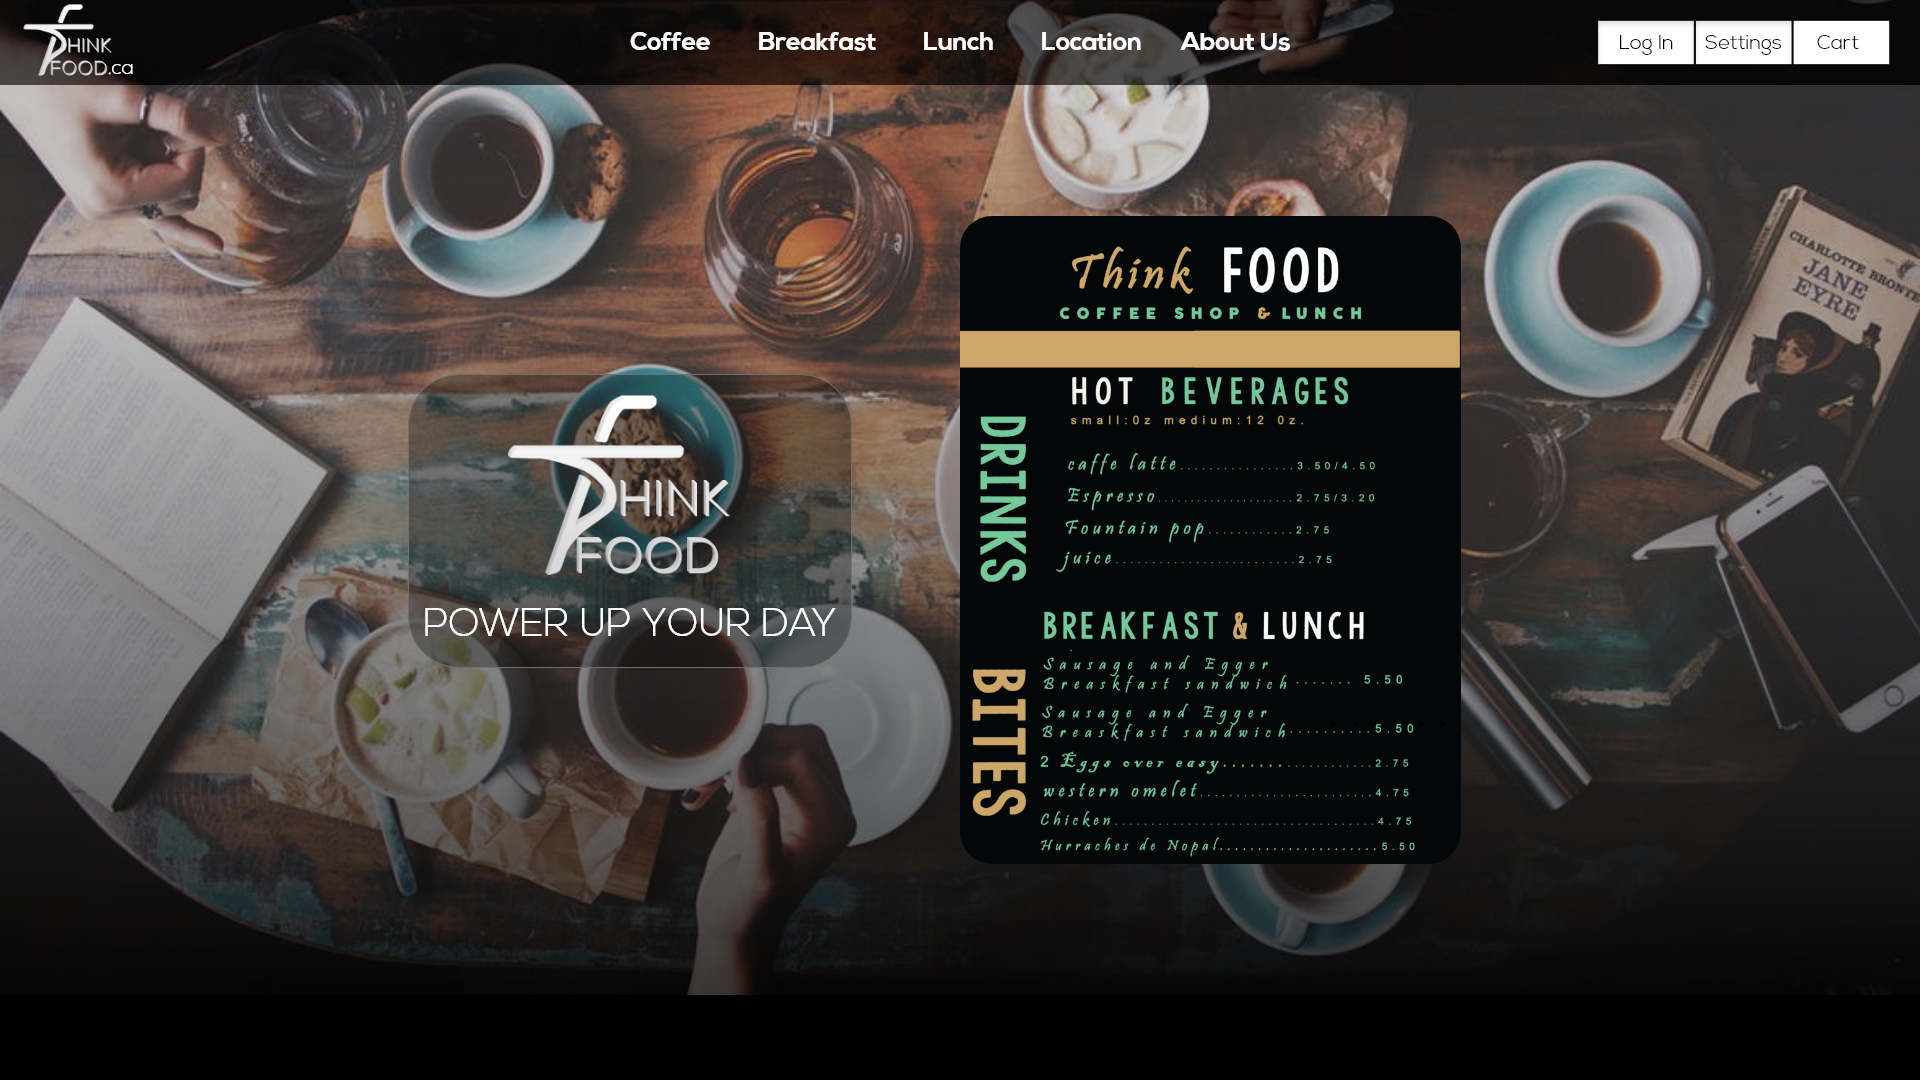 THINK
FOOD.ca
Coffee Breakfast Lunch Location About Us
Log In Settings Cart
CHARLOTTE BRONTE
JANE
EYRE
Think FOOD
COFFEE SHOP & LUNCH
HOT BEVERAGES
small:0z medium:12 0z.
DRINKS
caffe latte................3.50/4.50
Espresso.....................2.75/3.20
Fountain pop............2.75
juice..........................2.75
THINK
FOOD
POWER UP YOUR DAY
BREAKFAST & LUNCH
BITES
Sausage and Egger
Breaskfast sandwich ....... 5.50
Sausage and Egger
Breaskfast sandwich..........5.50
2 Eggs over easy...................2.75
western omelet........................4.75
Chicken.....................................4.75
Hurraches de Nopal......................5.50